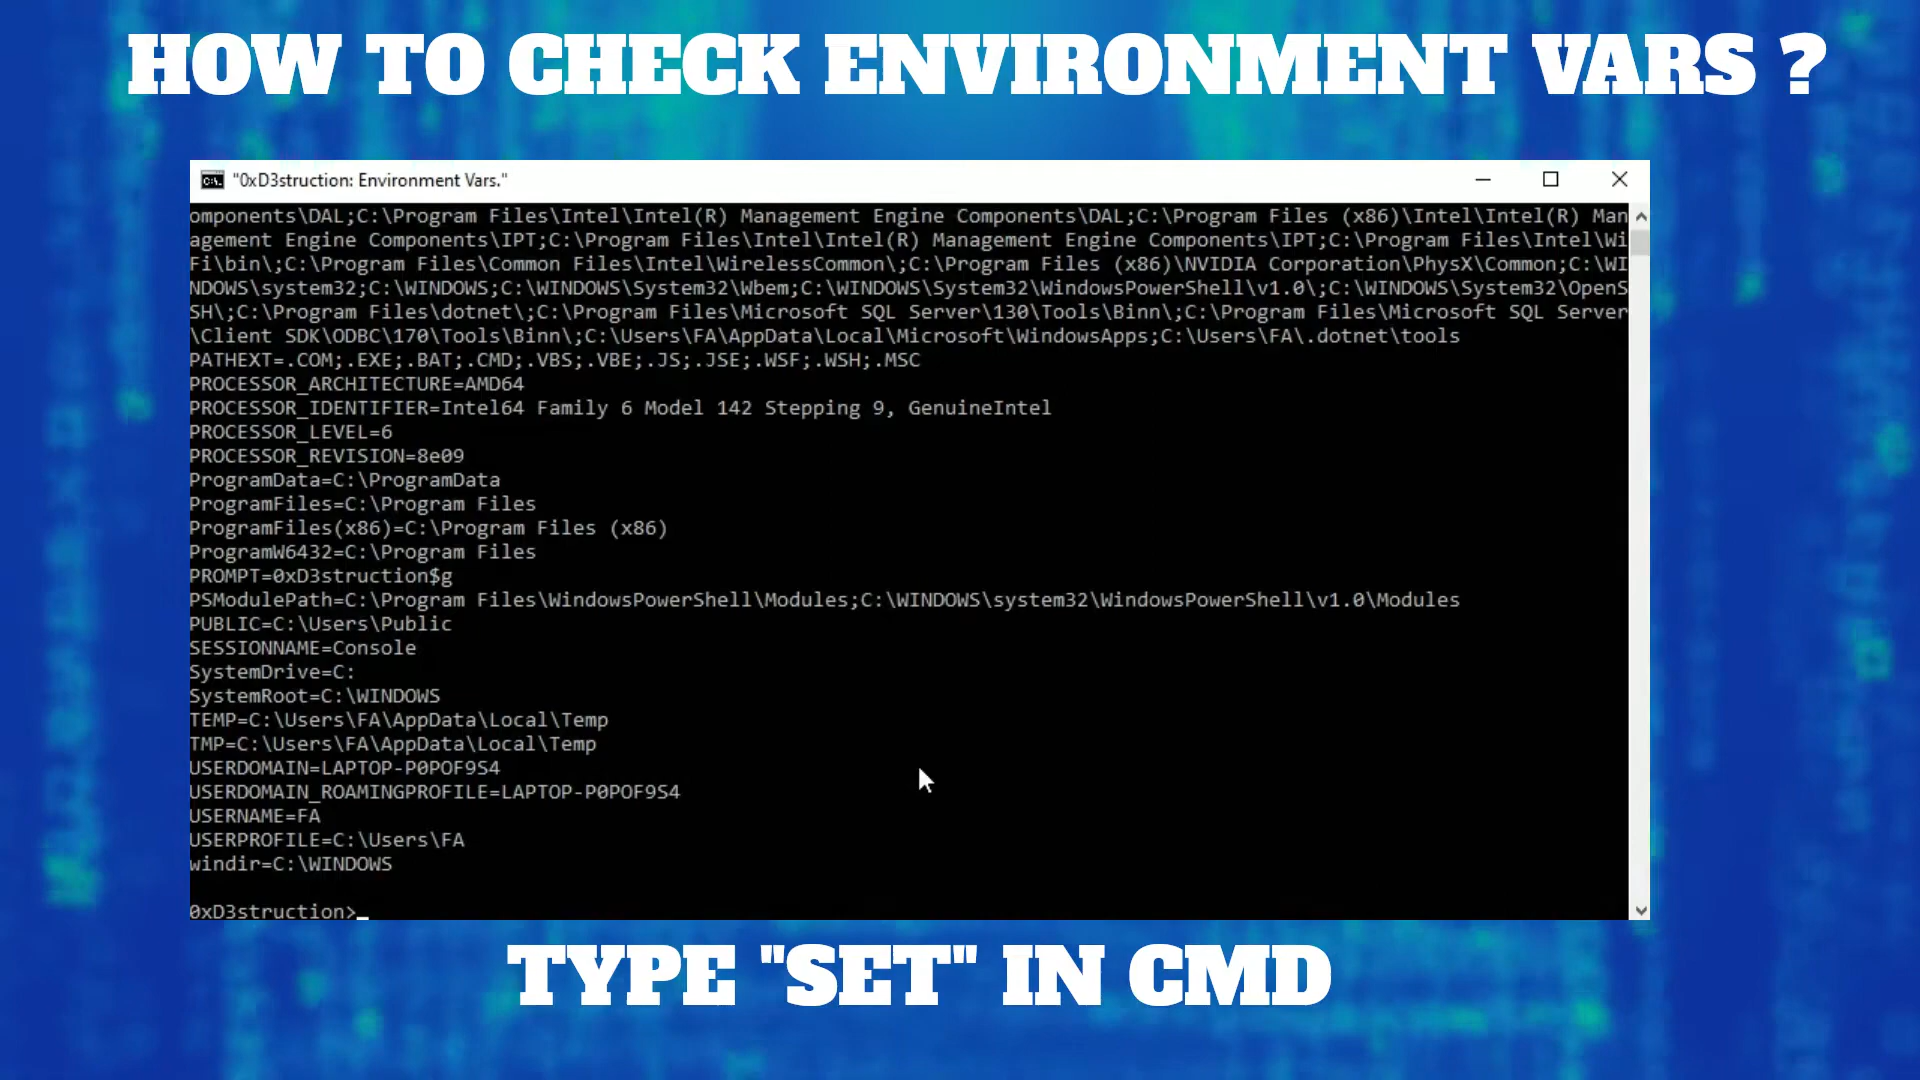 HOW TO CHECK ENVIRONMENT VARS ?
"0xD3struction: Environment Vars."
omponents\DAL;C:\Program Files\Intel\Intel(R) Management Engine Components\DAL;C:\Program Files (x86)\Intel\Intel(R) Man
agement Engine Components\IPT;C:\Program Files\Intel\Intel(R) Management Engine Components\IPT;C:\Program Files\Intel\Wi
Fi\bin\;C:\Program Files\Common Files\Intel\WirelessCommon\;C:\Program Files (x86)\NVIDIA Corporation\PhysX\Common;C:\WI
NDOWS\system32;C:\WINDOWS;C:\WINDOWS\System32\Wbem;C:\WINDOWS\System32\WindowsPowerShell\v1.0\;C:\WINDOWS\System32\OpenS
SH\;C:\Program Files\dotnet\;C:\Program Files\Microsoft SQL Server\130\Tools\Binn\;C:\Program Files\Microsoft SQL Server
\Client SDK\ODBC\170\Tools\Binn\;C:\Users\FA\AppData\Local\Microsoft\WindowsApps;C:\Users\FA\.dotnet\tools
PATHEXT=.COM;.EXE;.BAT;.CMD;.VBS;.VBE;.JS;.JSE;.WSF;.WSH;.MSC
PROCESSOR_ARCHITECTURE=AMD64
PROCESSOR_IDENTIFIER=Intel64 Family 6 Model 142 Stepping 9, GenuineIntel
PROCESSOR_LEVEL=6
PROCESSOR_REVISION=8e09
ProgramData=C:\ProgramData
ProgramFiles=C:\Program Files
ProgramFiles(x86)=C:\Program Files (x86)
ProgramW6432=C:\Program Files
PROMPT=0xD3struction$g
PSModulePath=C:\Program Files\WindowsPowerShell\Modules;C:\WINDOWS\system32\WindowsPowerShell\v1.0\Modules
PUBLIC=C:\Users\Public
SESSIONNAME=Console
SystemDrive=C:
SystemRoot=C:\WINDOWS
TEMP=C:\Users\FA\AppData\Local\Temp
TMP=C:\Users\FA\AppData\Local\Temp
USERDOMAIN=LAPTOP-P0POF9S4
USERDOMAIN_ROAMINGPROFILE=LAPTOP-P0POF9S4
USERNAME=FA
USERPROFILE=C:\Users\FA
windir=C:\WINDOWS
0xD3struction>_
TYPE "SET" IN CMD